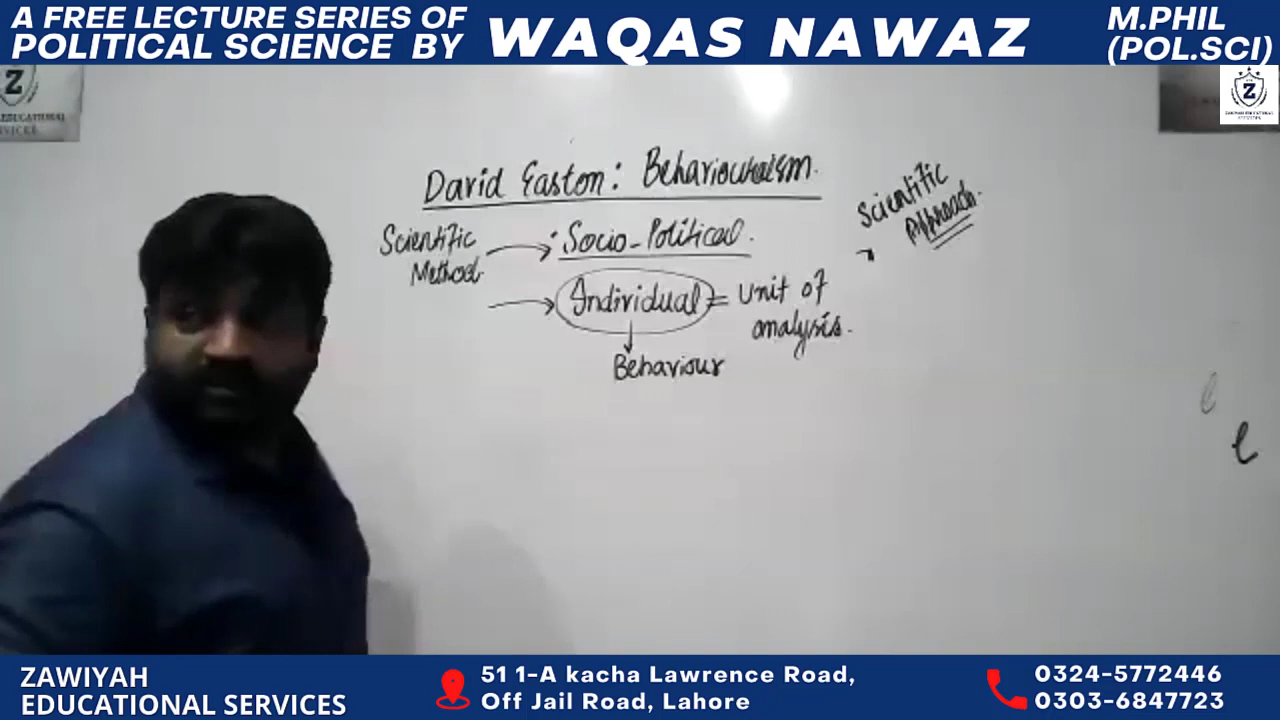 A FREE LECTURE SERIES OF
POLITICAL SCIENCE BY
WAQAS NAWAZ
M.PHIL
(POL.SCI)
Z
EDUCATIONAL
Z
David Easton: Behaviouralism.
Scientific
Approach.
Scientific
Method.
Socio-Political.
Individual = Unit of
analysis.
Behaviour
e
e
ZAWIYAH
EDUCATIONAL SERVICES
51 1-A kacha Lawrence Road,
Off Jail Road, Lahore
0324-5772446
0303-6847723